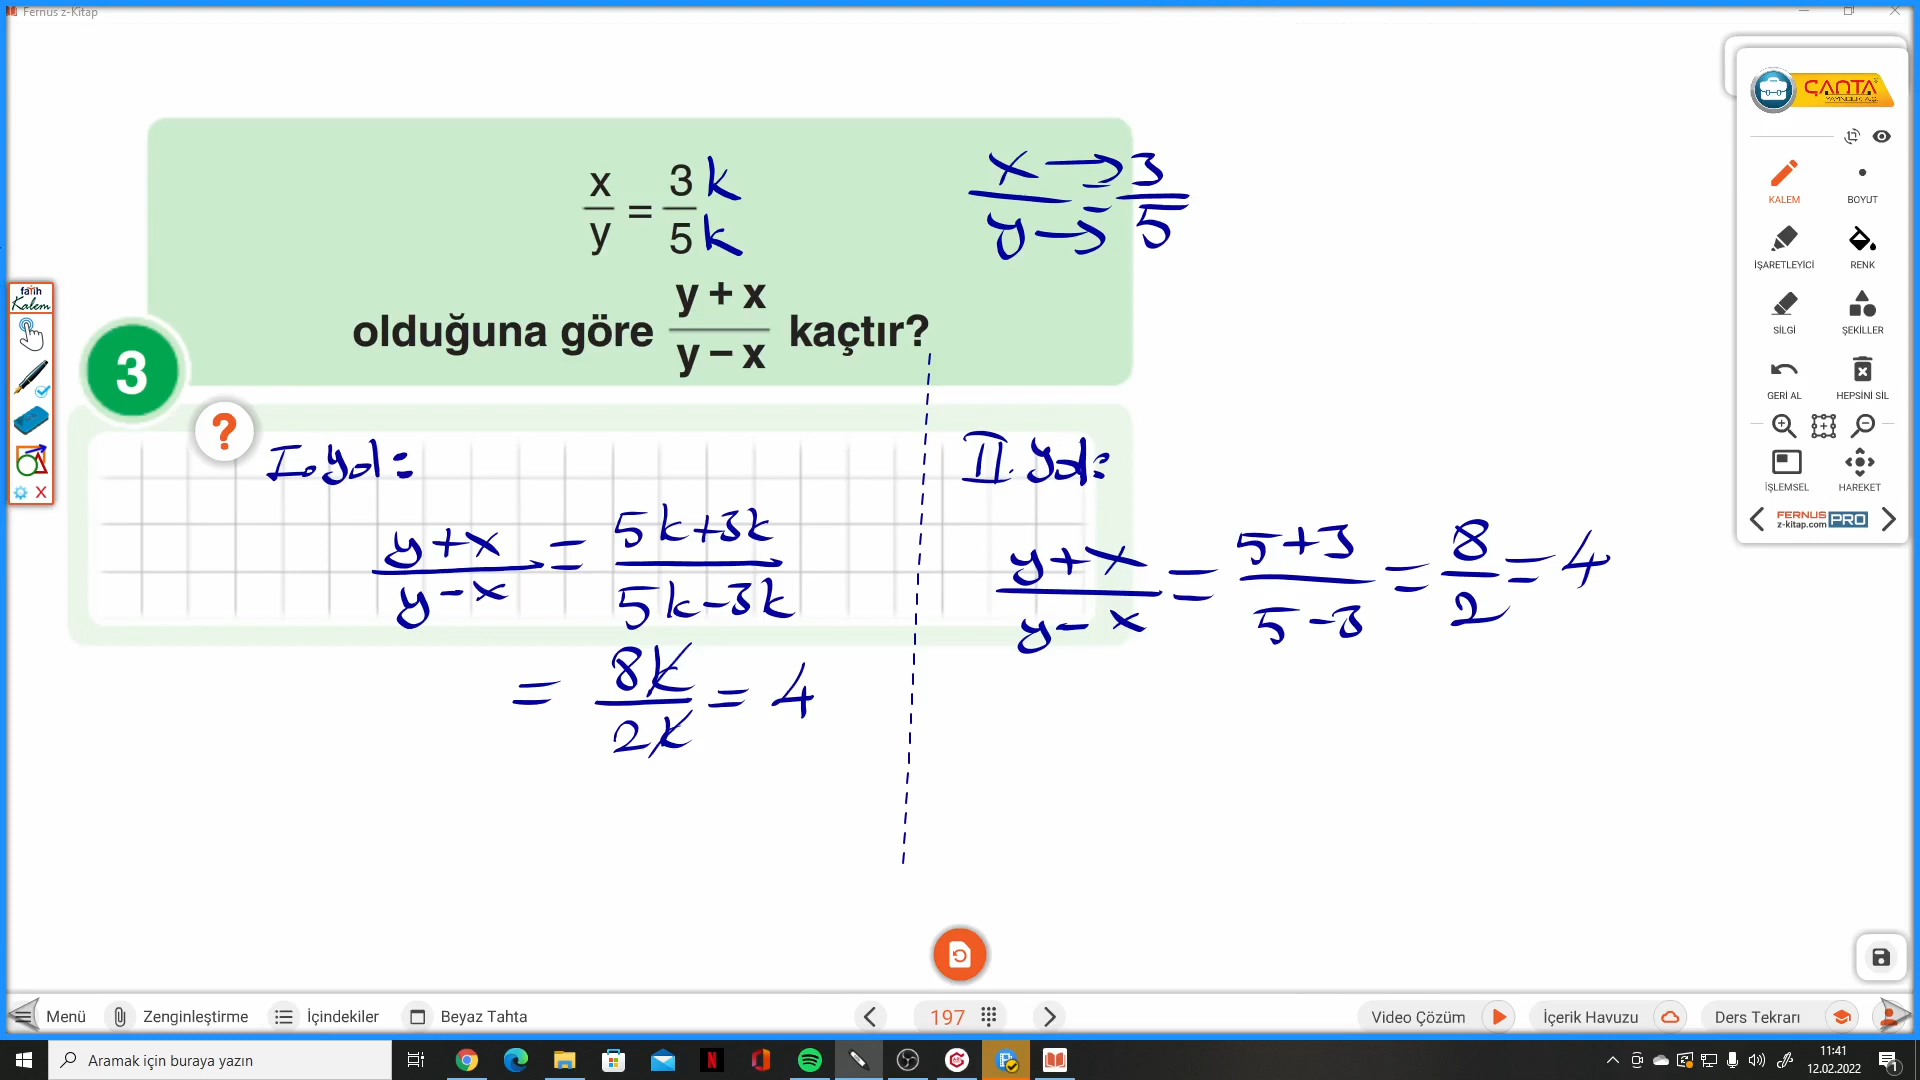 Fernus z-Kitap
ÇANTA
YAYINCILIK A.Ş.
x/y = 3k/5k
x → 3
y → 5
olduğuna göre (y + x)/(y − x) kaçtır?
3
?
fatih
Kalem
I. yol:
(y+x)/(y−x) = (5k+3k)/(5k−3k)
= 8k/2k = 4
II. Yol:
(y+x)/(y−x) = (5+3)/(5−3) = 8/2 = 4
KALEM
BOYUT
İŞARETLEYİCİ
RENK
SİLGİ
ŞEKİLLER
GERİ AL
HEPSİNİ SİL
İŞLEMSEL
HAREKET
FERNUS
z-kitap.com PRO
Menü
Zenginleştirme
İçindekiler
Beyaz Tahta
197
Video Çözüm
İçerik Havuzu
Ders Tekrarı
Aramak için buraya yazın
11:41
12.02.2022
1